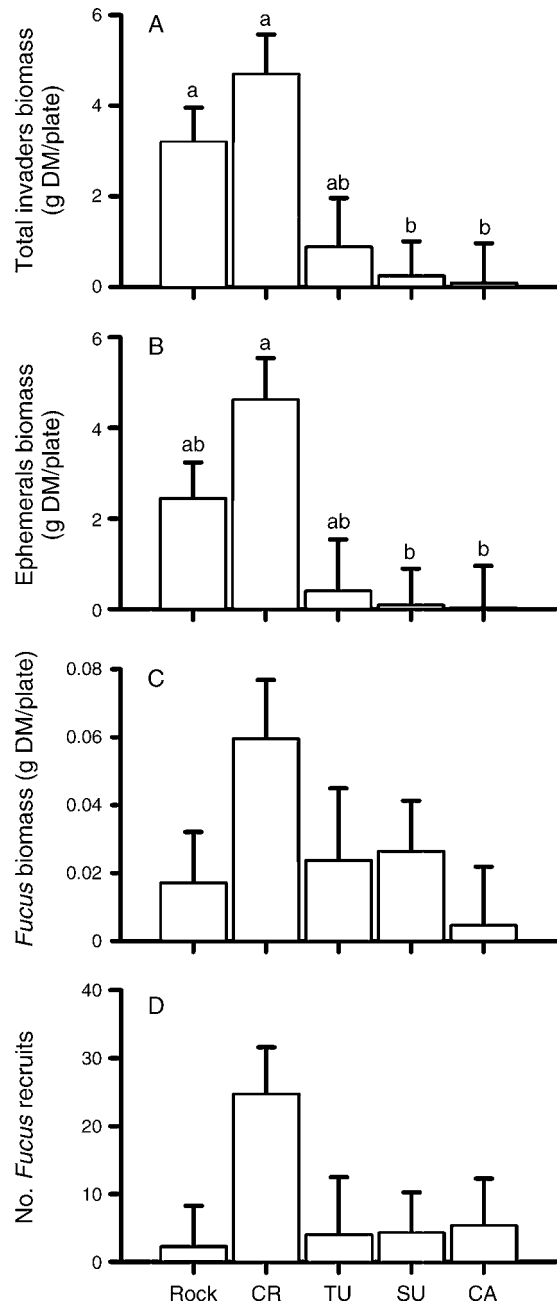 Total invaders biomass
(g DM/plate)
6
4
2
0
A
a
a
ab
b
b
Ephemerals biomass
(g DM/plate)
6
4
2
0
B
ab
a
ab
b
b
Fucus biomass (g DM/plate)
0.08
0.06
0.04
0.02
0
C
No. Fucus recruits
40
30
20
10
0
D
Rock CR TU SU CA